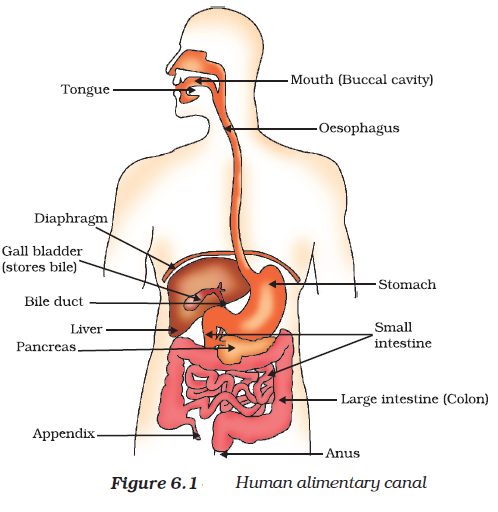 Mouth (Buccal cavity)
Tongue
Oesophagus
Diaphragm
Gall bladder
(stores bile)
Stomach
Bile duct
Liver
Small
intestine
Pancreas
Large intestine (Colon)
Appendix
Anus
Figure 6.1 Human alimentary canal